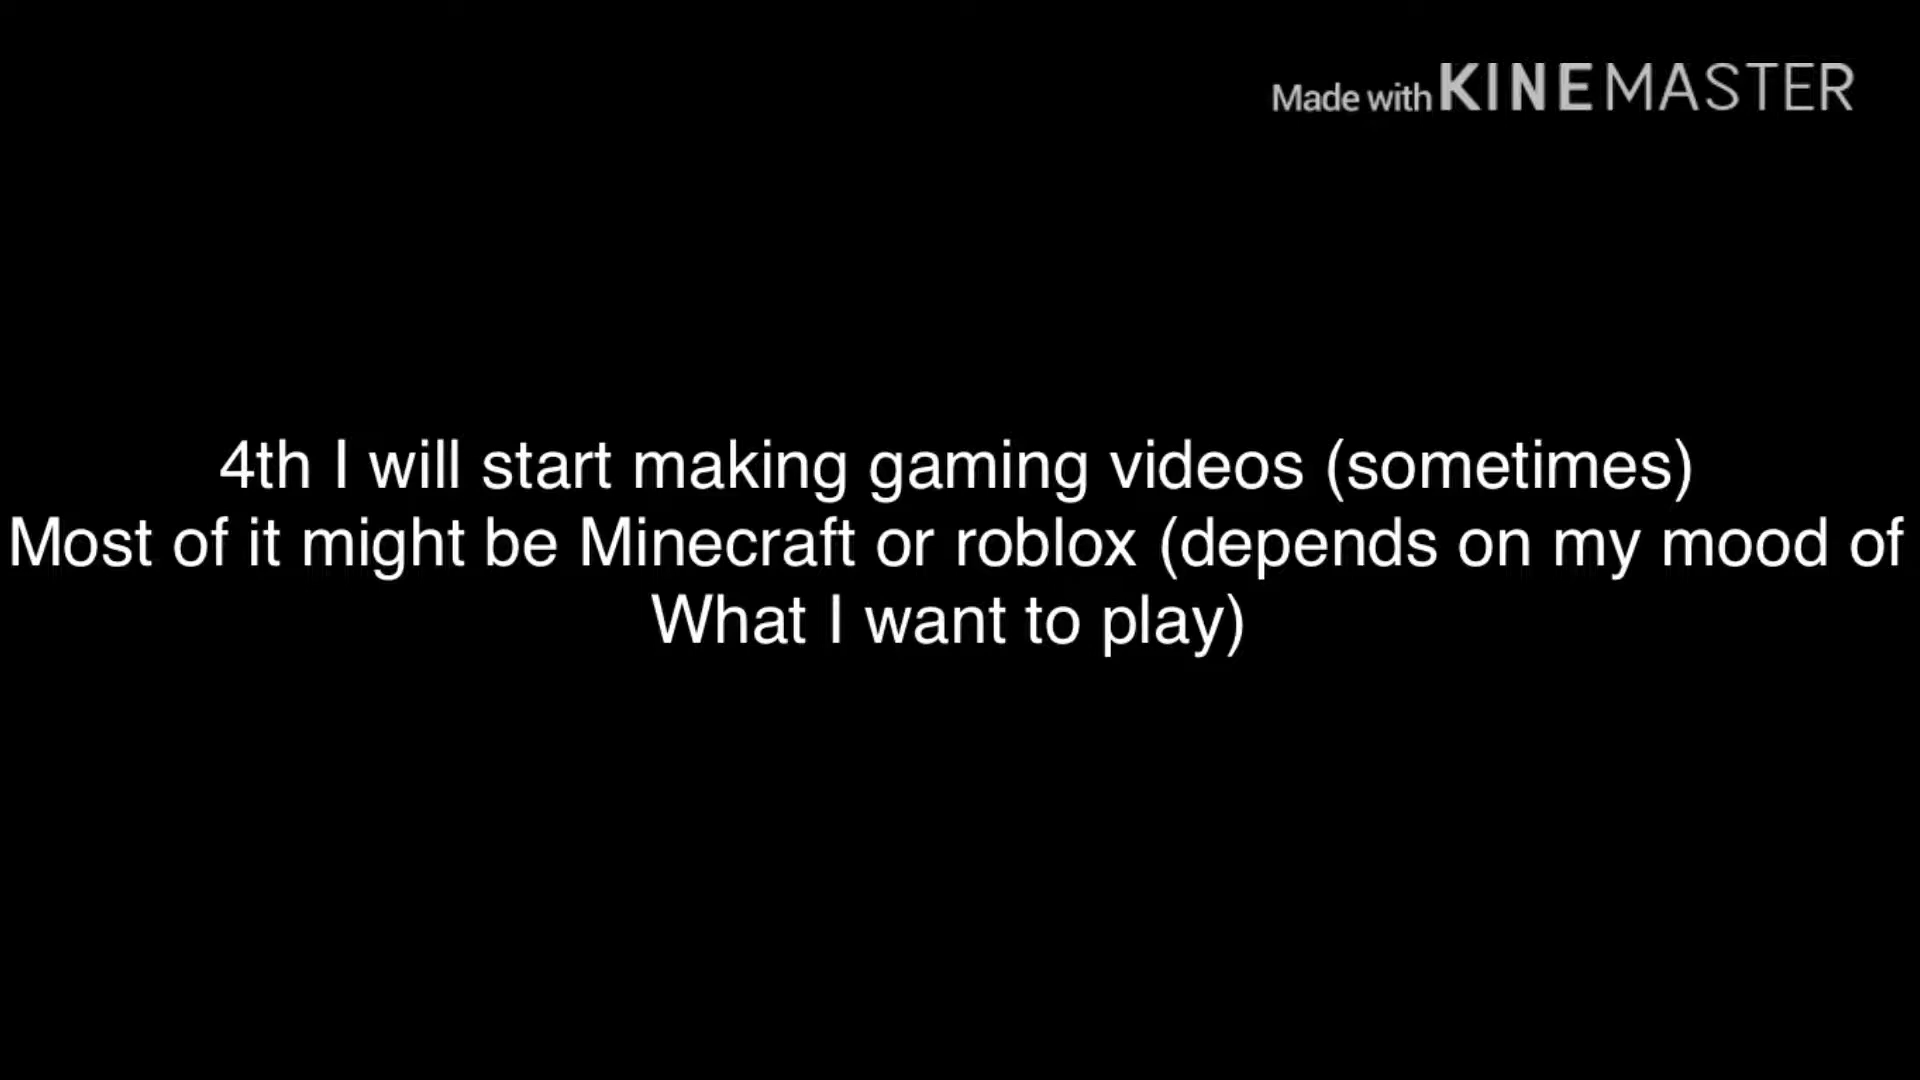 Made with KINEMASTER
4th I will start making gaming videos (sometimes)
Most of it might be Minecraft or roblox (depends on my mood of
What I want to play)